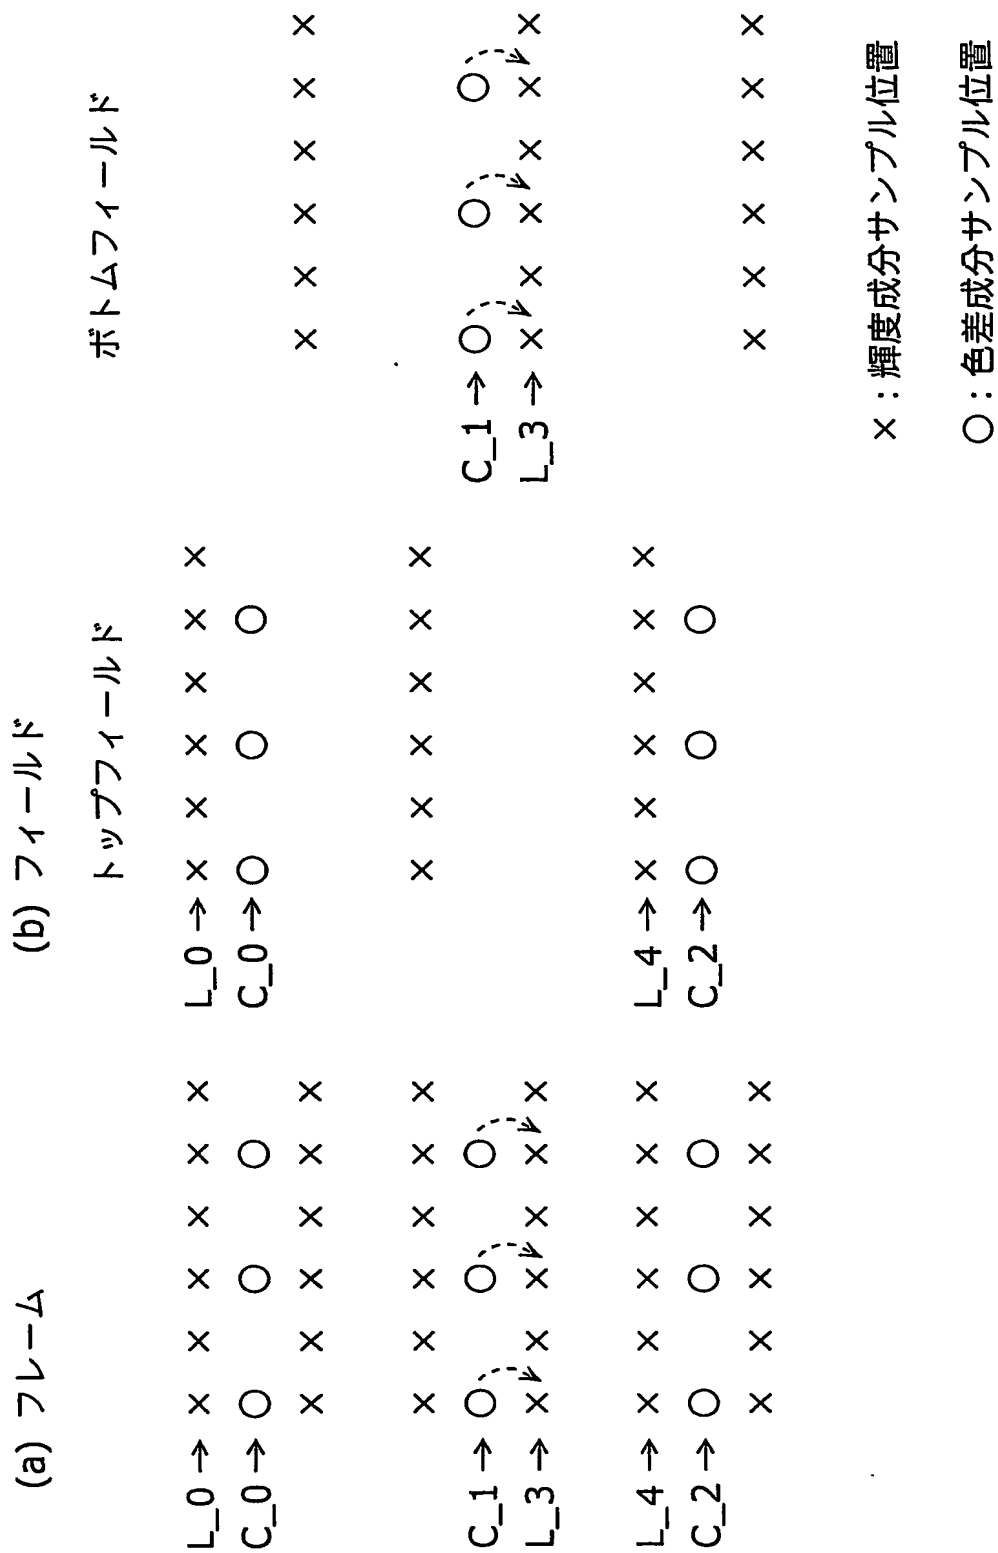 (a) フレーム
L_0 →
C_0 →
C_1 →
L_3 →
L_4 →
C_2 →
(b) フィールド
トップフィールド
L_0 →
C_0 →
L_4 →
C_2 →
ボトムフィールド
C_1 →
L_3 →
×：輝度成分サンプル位置
○：色差成分サンプル位置